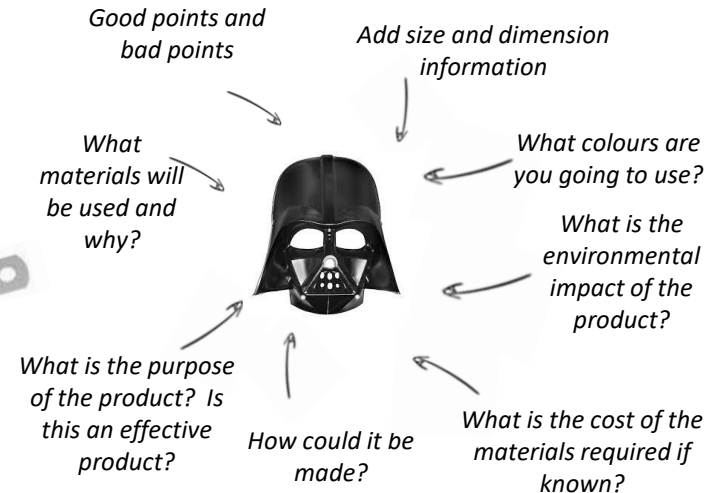 Good points and
bad points
Add size and dimension
information
What
materials will
be used and
why?
What colours are
you going to use?
What is the
environmental
impact of the
product?
What is the purpose
of the product?  Is
this an effective
product?
How could it be
made?
What is the cost of the
materials required if
known?